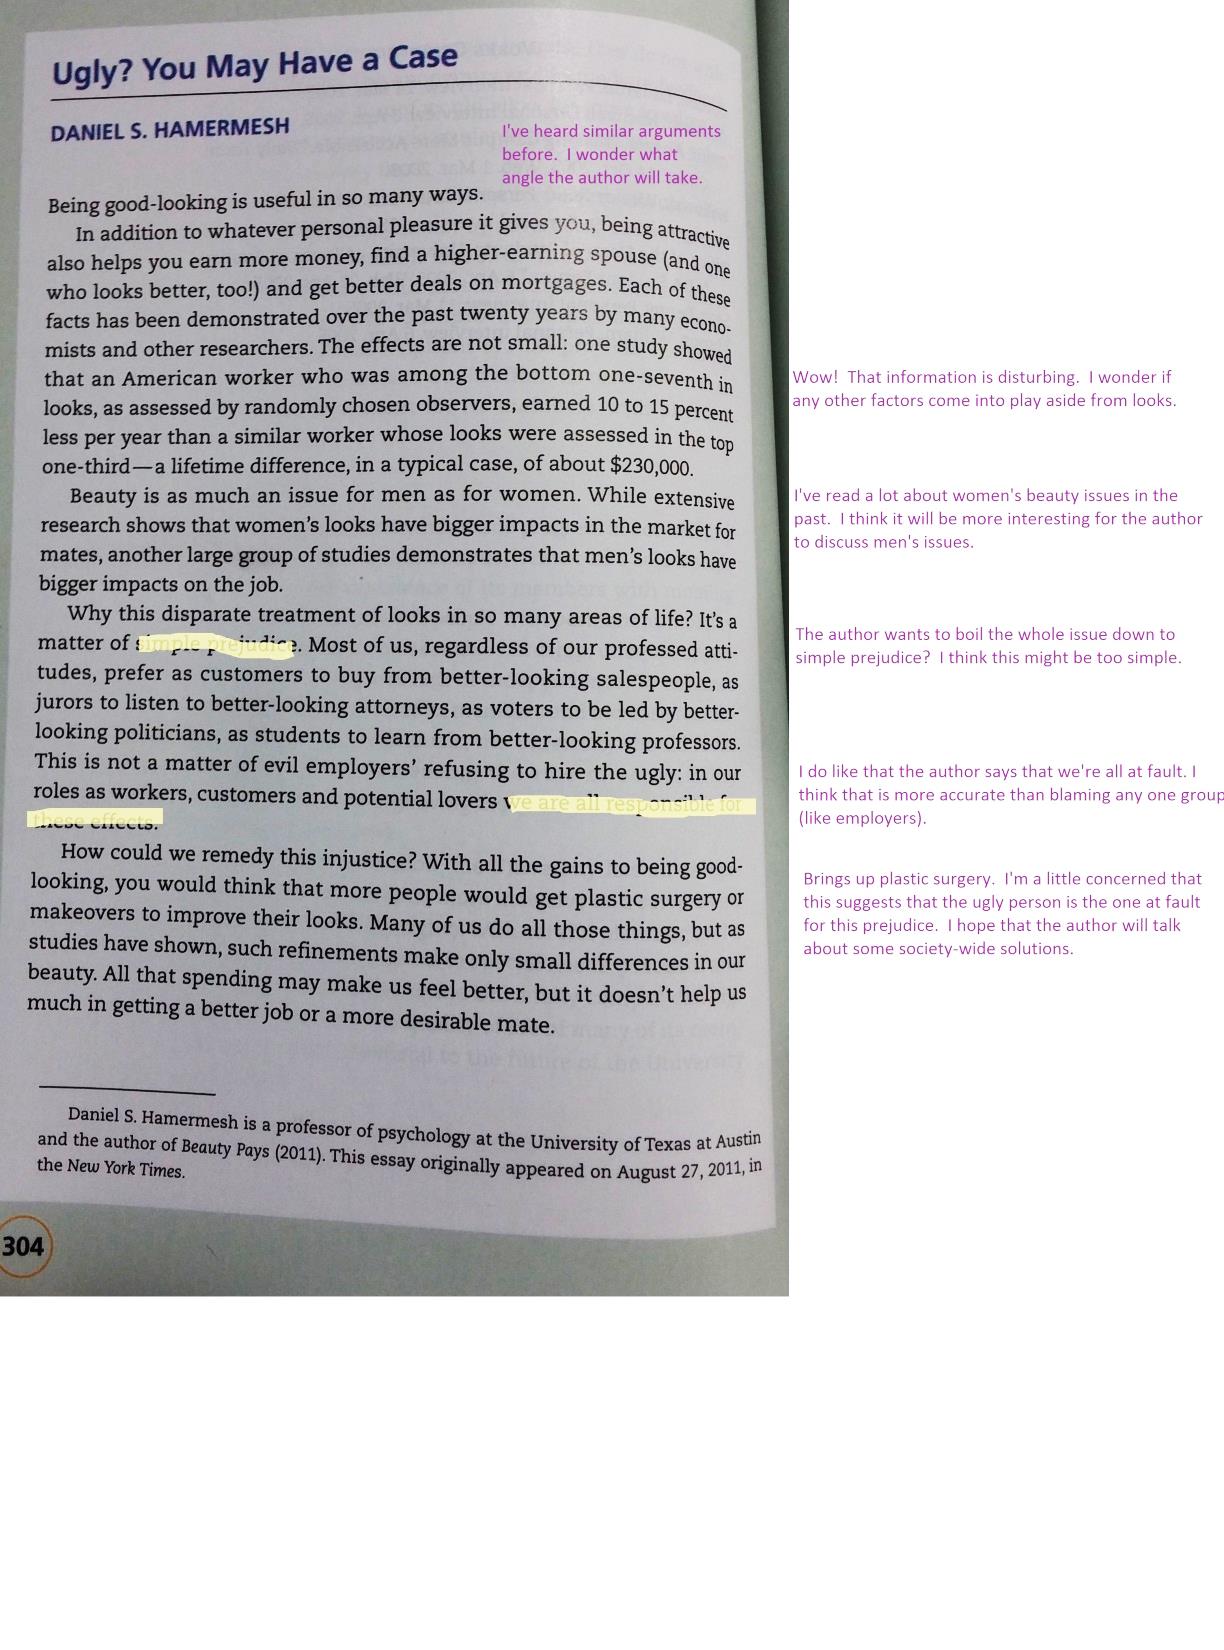 Ugly? You May Have a Case
DANIEL S. HAMERMESH
I've heard similar arguments
before.  I wonder what
angle the author will take.
Being good-looking is useful in so many ways.
In addition to whatever personal pleasure it gives you, being attractive
also helps you earn more money, find a higher-earning spouse (and one
who looks better, too!) and get better deals on mortgages. Each of these
facts has been demonstrated over the past twenty years by many econo-
mists and other researchers. The effects are not small: one study showed
that an American worker who was among the bottom one-seventh in
looks, as assessed by randomly chosen observers, earned 10 to 15 percent
less per year than a similar worker whose looks were assessed in the top
one-third—a lifetime difference, in a typical case, of about $230,000.
Wow!  That information is disturbing.  I wonder if
any other factors come into play aside from looks.
Beauty is as much an issue for men as for women. While extensive
research shows that women's looks have bigger impacts in the market for
mates, another large group of studies demonstrates that men's looks have
bigger impacts on the job.
I've read a lot about women's beauty issues in the
past.  I think it will be more interesting for the author
to discuss men's issues.
Why this disparate treatment of looks in so many areas of life? It's a
matter of simple prejudice. Most of us, regardless of our professed atti-
tudes, prefer as customers to buy from better-looking salespeople, as
jurors to listen to better-looking attorneys, as voters to be led by better-
looking politicians, as students to learn from better-looking professors.
This is not a matter of evil employers' refusing to hire the ugly: in our
roles as workers, customers and potential lovers we are all responsible for
these effects.
The author wants to boil the whole issue down to
simple prejudice?  I think this might be too simple.
I do like that the author says that we're all at fault. I
think that is more accurate than blaming any one group
(like employers).
How could we remedy this injustice? With all the gains to being good-
looking, you would think that more people would get plastic surgery or
makeovers to improve their looks. Many of us do all those things, but as
studies have shown, such refinements make only small differences in our
beauty. All that spending may make us feel better, but it doesn't help us
much in getting a better job or a more desirable mate.
Brings up plastic surgery.  I'm a little concerned that
this suggests that the ugly person is the one at fault
for this prejudice.  I hope that the author will talk
about some society-wide solutions.
Daniel S. Hamermesh is a professor of psychology at the University of Texas at Austin
and the author of Beauty Pays (2011). This essay originally appeared on August 27, 2011, in
the New York Times.
304